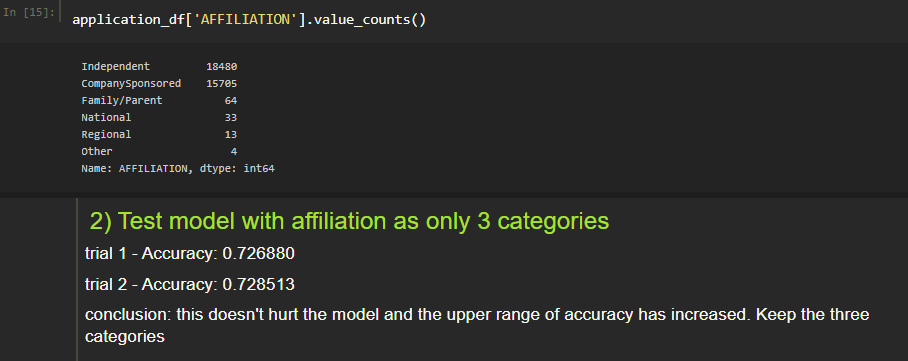 In [15]: application_df['AFFILIATION'].value_counts()
Independent 18480
CompanySponsored 15705
Family/Parent 64
National 33
Regional 13
Other 4
Name: AFFILIATION, dtype: int64
2) Test model with affiliation as only 3 categories
trial 1 - Accuracy: 0.726880
trial 2 - Accuracy: 0.728513
conclusion: this doesn't hurt the model and the upper range of accuracy has increased. Keep the three
categories